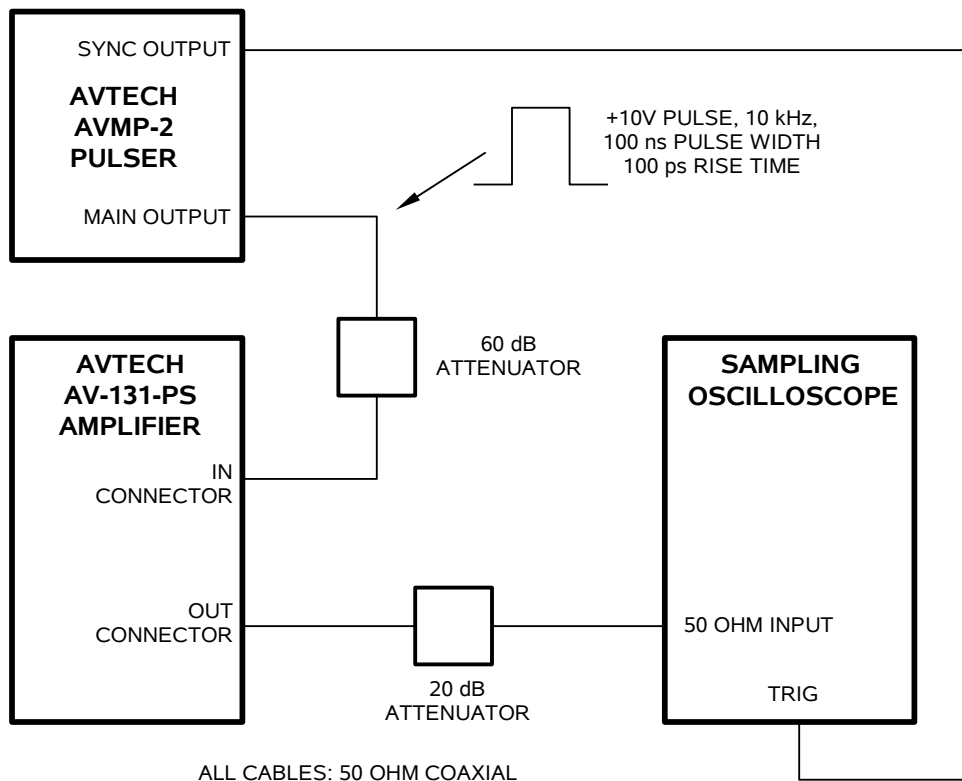 SYNC OUTPUT
AVTECH
AVMP-2
PULSER
MAIN OUTPUT
+10V PULSE, 10 kHz,
100 ns PULSE WIDTH
100 ps RISE TIME
60 dB
ATTENUATOR
AVTECH
AV-131-PS
AMPLIFIER
IN
CONNECTOR
OUT
CONNECTOR
20 dB
ATTENUATOR
SAMPLING
OSCILLOSCOPE
50 OHM INPUT
TRIG
ALL CABLES: 50 OHM COAXIAL